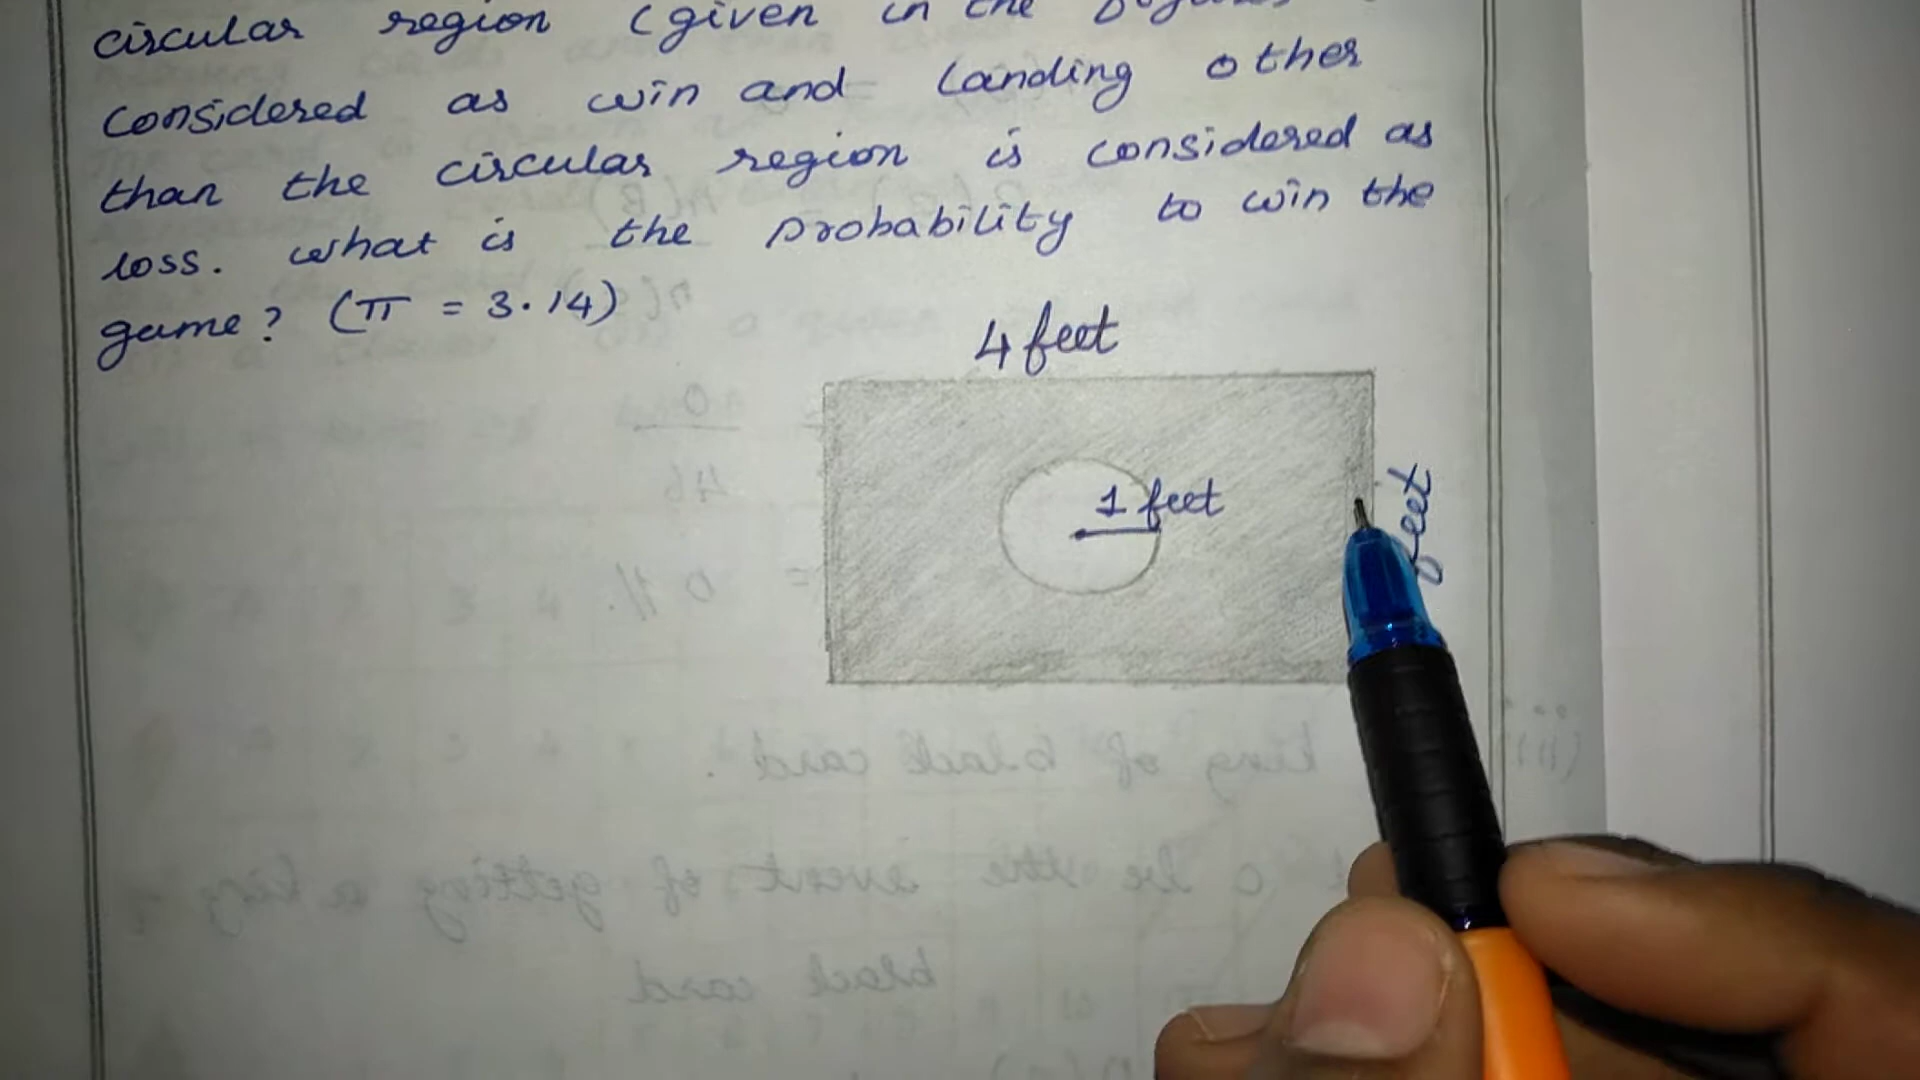 circular region (given in the
considered as win and landing other
than the circular region is considered as
loss. what is the probability to win the
game? (π = 3.14)
4 feet
1 feet
feet